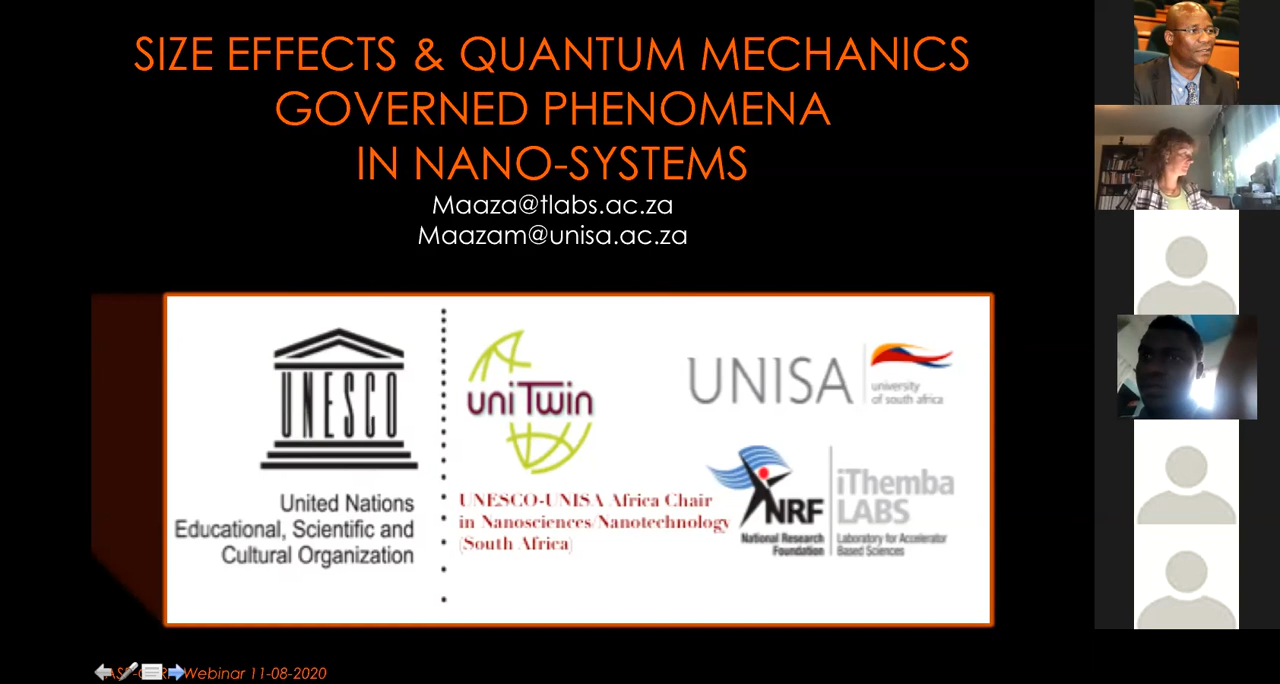 SIZE EFFECTS & QUANTUM MECHANICS
GOVERNED PHENOMENA
IN NANO-SYSTEMS
Maaza@tlabs.ac.za
Maazam@unisa.ac.za
UNESCO
United Nations
Educational, Scientific and
Cultural Organization
uniTwin
UNESCO-UNISA Africa Chair
in Nanosciences/Nanotechnology
(South Africa)
UNISA
university
of south africa
NRF
National Research
Foundation
iThemba
LABS
Laboratory for Accelerator
Based Sciences
Webinar 11-08-2020